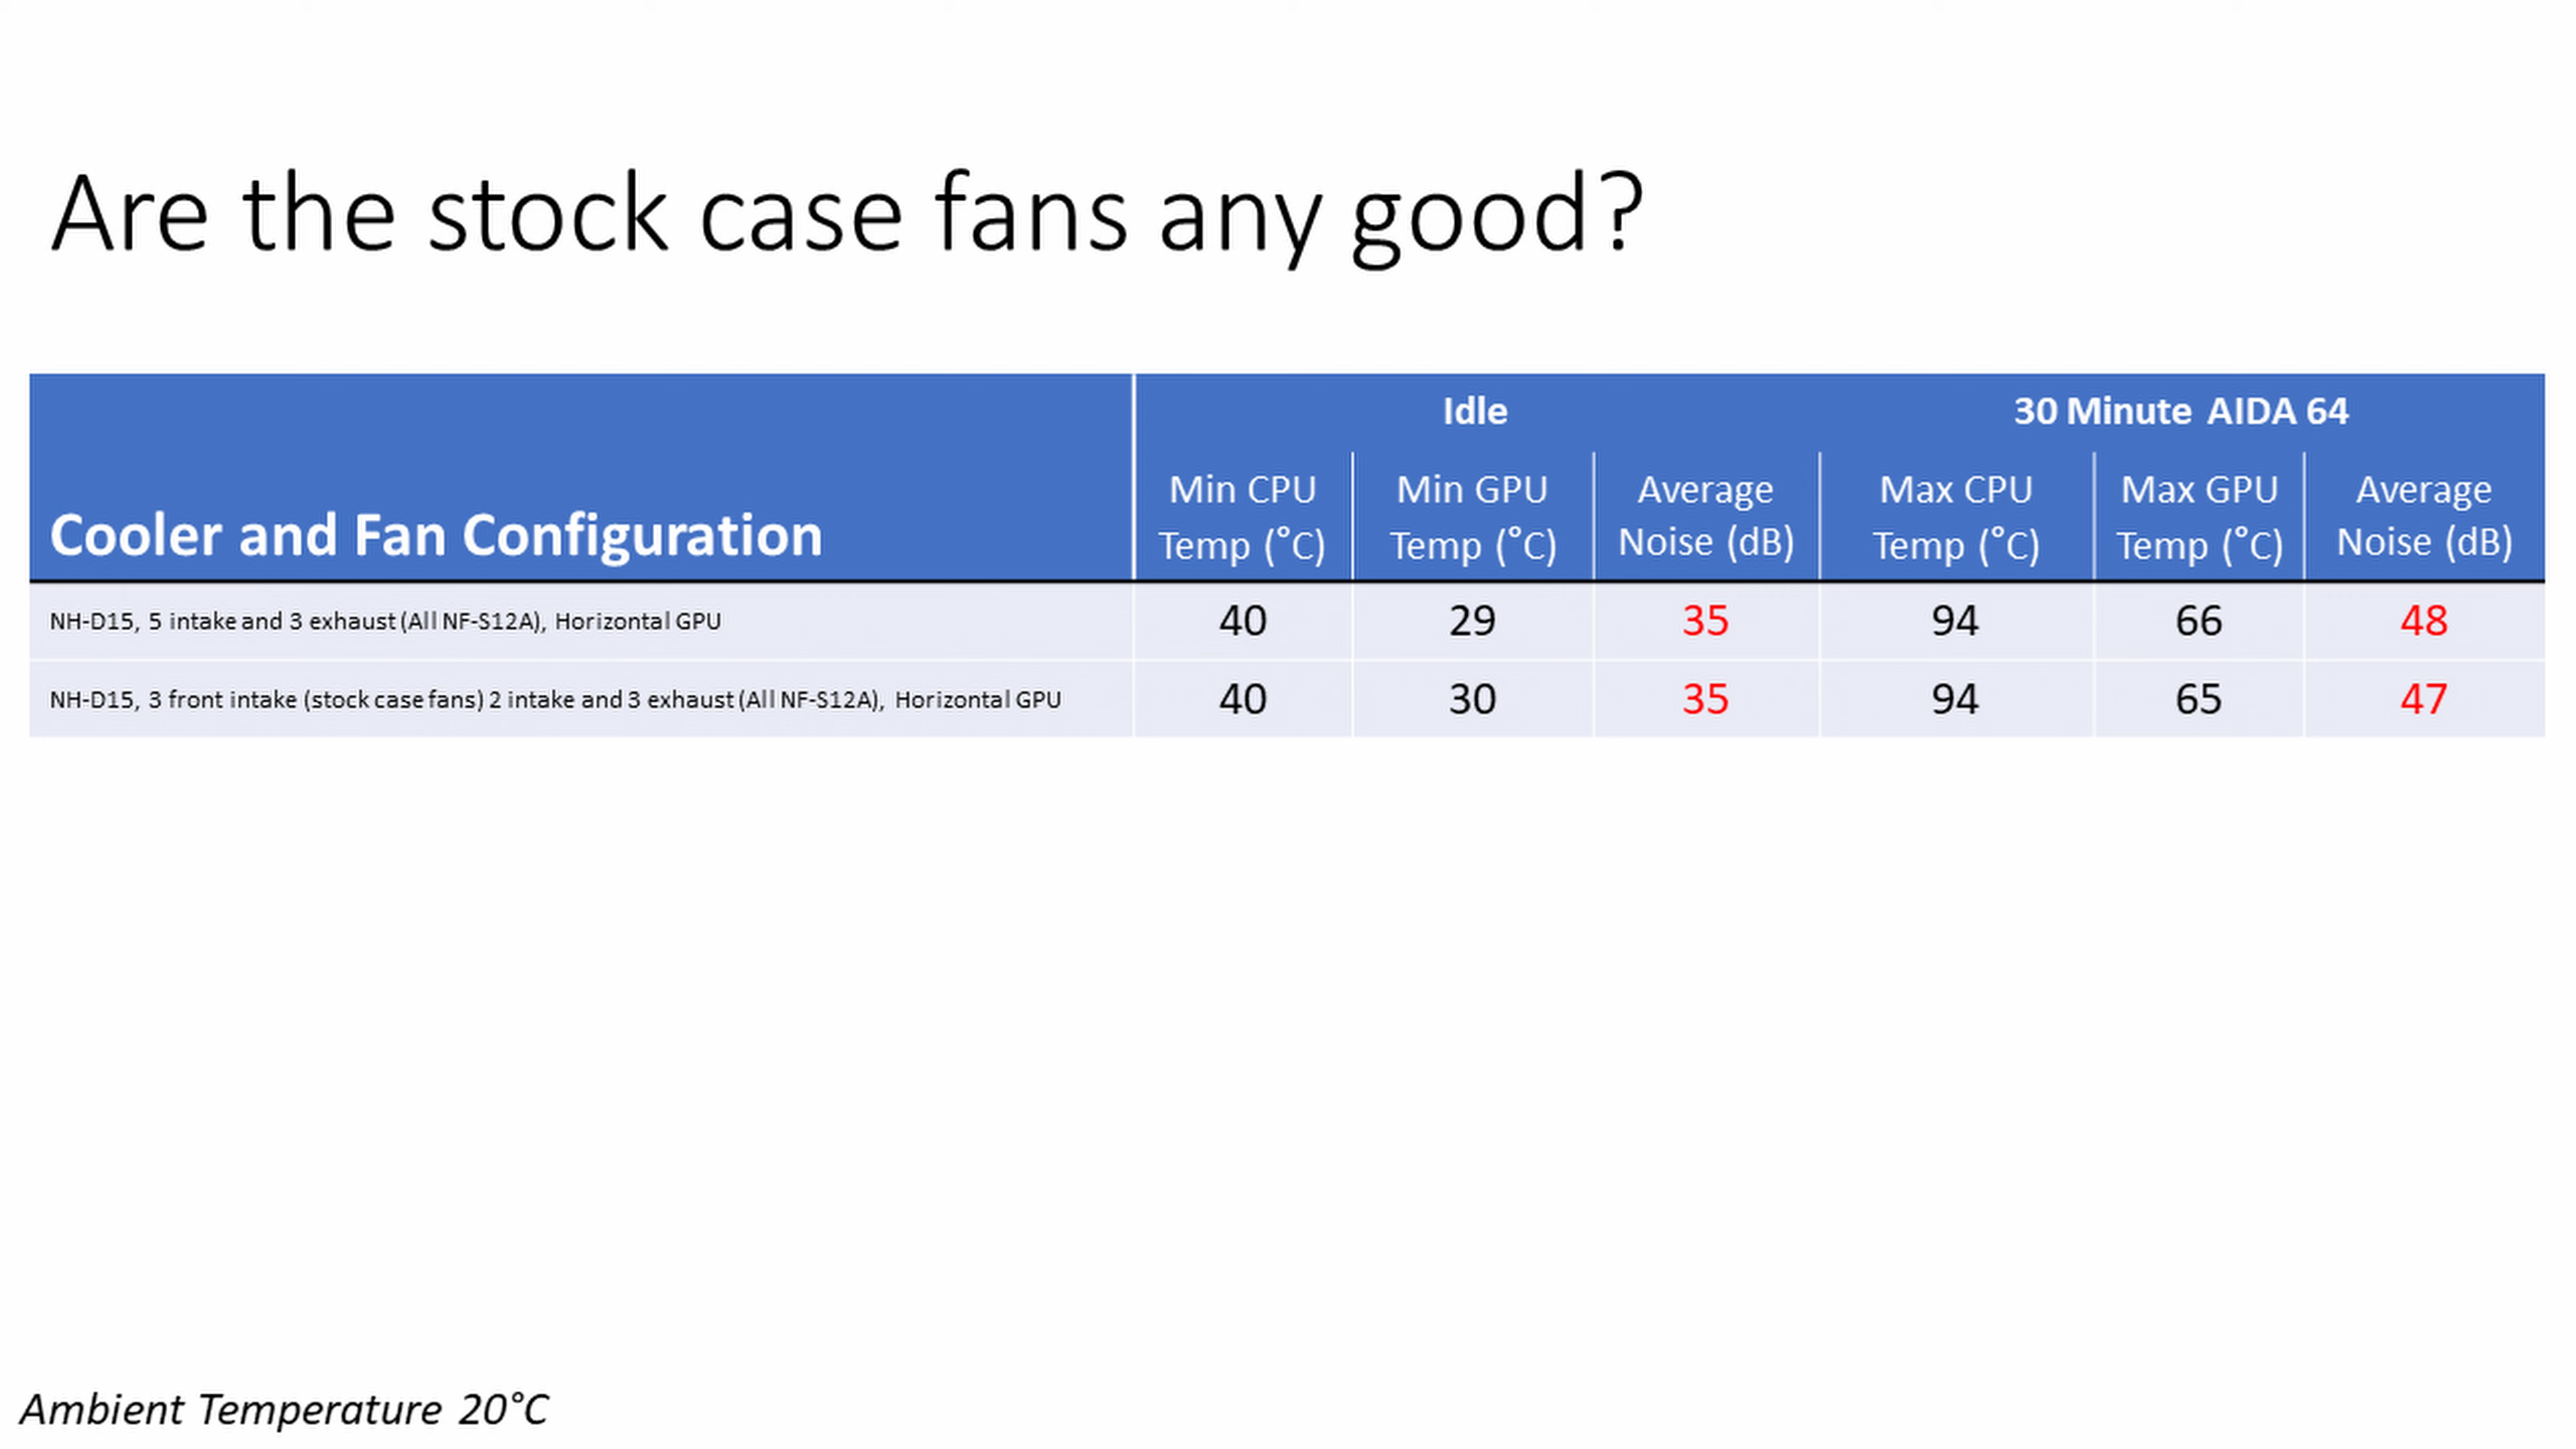 Are the stock case fans any good?
Idle 30 Minute AIDA 64
Cooler and Fan Configuration
Min CPU Temp (°C)
Min GPU Temp (°C)
Average Noise (dB)
Max CPU Temp (°C)
Max GPU Temp (°C)
Average Noise (dB)
NH-D15, 5 intake and 3 exhaust (All NF-S12A), Horizontal GPU 40 29 35 94 66 48
NH-D15, 3 front intake (stock case fans) 2 intake and 3 exhaust (All NF-S12A), Horizontal GPU 40 30 35 94 65 47
Ambient Temperature 20°C